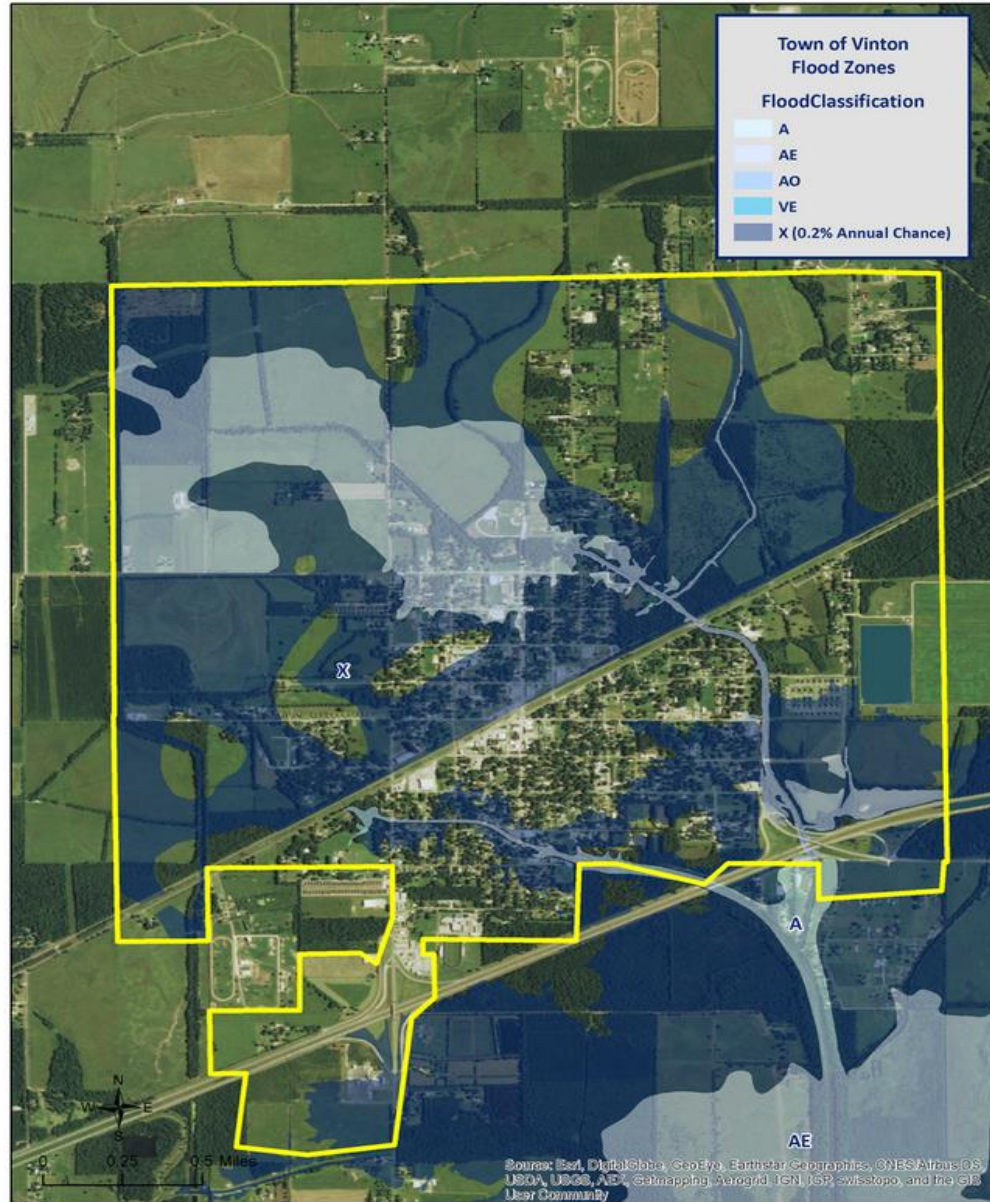 Town of Vinton
Flood Zones
FloodClassification
A
AE
AO
VE
X (0.2% Annual Chance)
X
A
AE
N
W E
S
0 0.25 0.5 Miles
Source: Esri, DigitalGlobe, GeoEye, Earthstar Geographics, CNES/Airbus DS,
USDA, USGS, AEX, Getmapping, Aerogrid, IGN, IGP, swisstopo, and the GIS
User Community